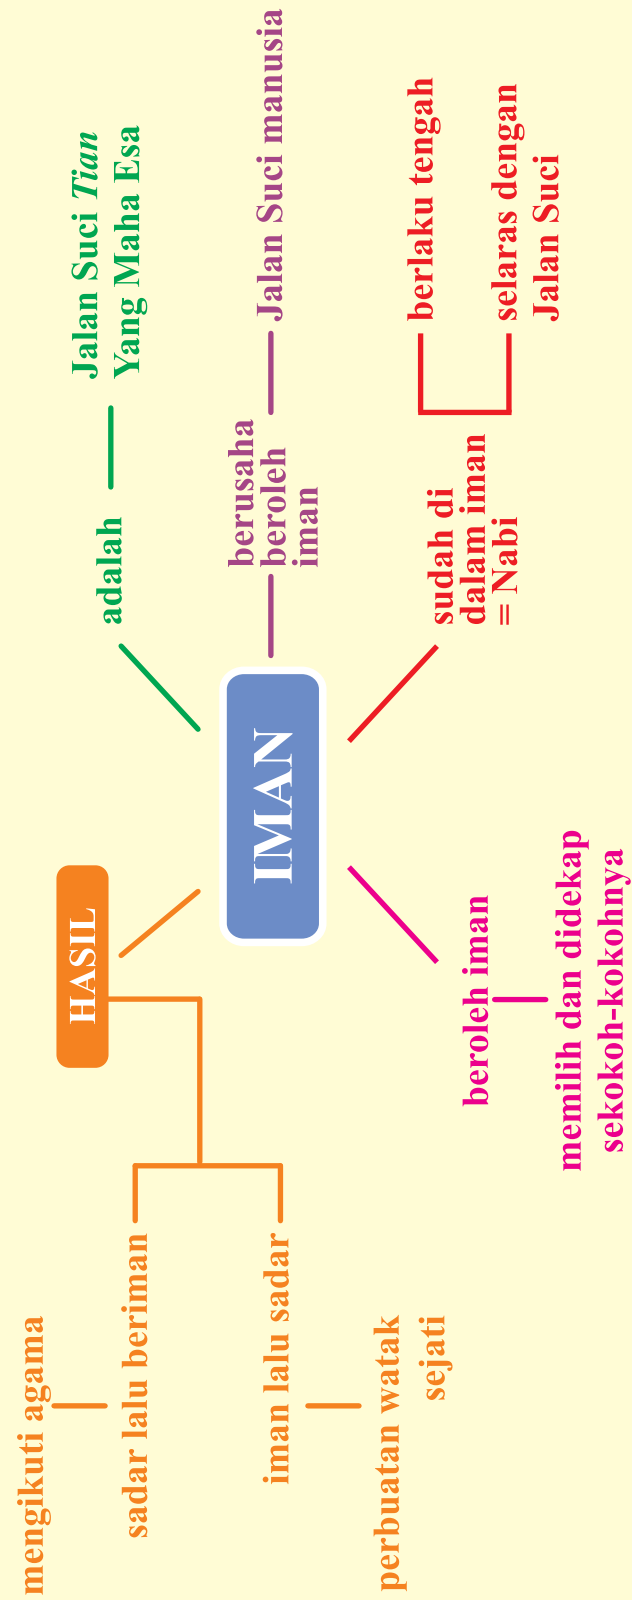 IMAN
adalah
Jalan Suci Tian
Yang Maha Esa
berusaha
beroleh
iman
Jalan Suci manusia
sudah di
dalam iman
= Nabi
berlaku tengah
selaras dengan
Jalan Suci
beroleh iman
memilih dan didekap
sekokoh-kokohnya
HASIL
sadar lalu beriman
mengikuti agama
iman lalu sadar
perbuatan watak
sejati